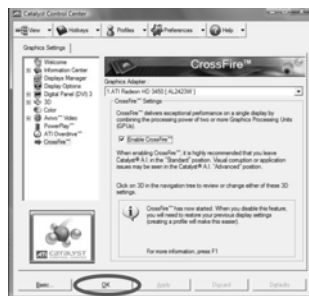 Catalyst Control Center
View
Hotkeys
Profiles
Preferences
Help
Graphics Settings
Welcome
Information Center
Displays Manager
Display Options
Digital Panel (DVI) 3
3D
Color
Avivo™ Video
PowerPlay™
ATI Overdrive™
CrossFire™
CATALYST
CrossFire™
Graphics Adapter
1.ATI Radeon HD 3450 [ AL2423W ]
CrossFire™ Settings
CrossFire™ delivers exceptional performance on a single display by
combining the processing power of two or more Graphics Processing Units
(GPUs).
Enable CrossFire™
When enabling CrossFire™, it is highly recommended that you leave
Catalyst® A.I. in the "Standard" position. Visual corruption or application
issues may be seen in the Catalyst® A.I. "Advanced" position.
Click on 3D in the navigation tree to review or change either of these 3D
settings.
CrossFire™ has now started. When you disable this feature,
you will need to restore your previous display settings
(creating a profile will make this easier).
For more information, press F1
Basic...
OK
Apply
Discard
Defaults